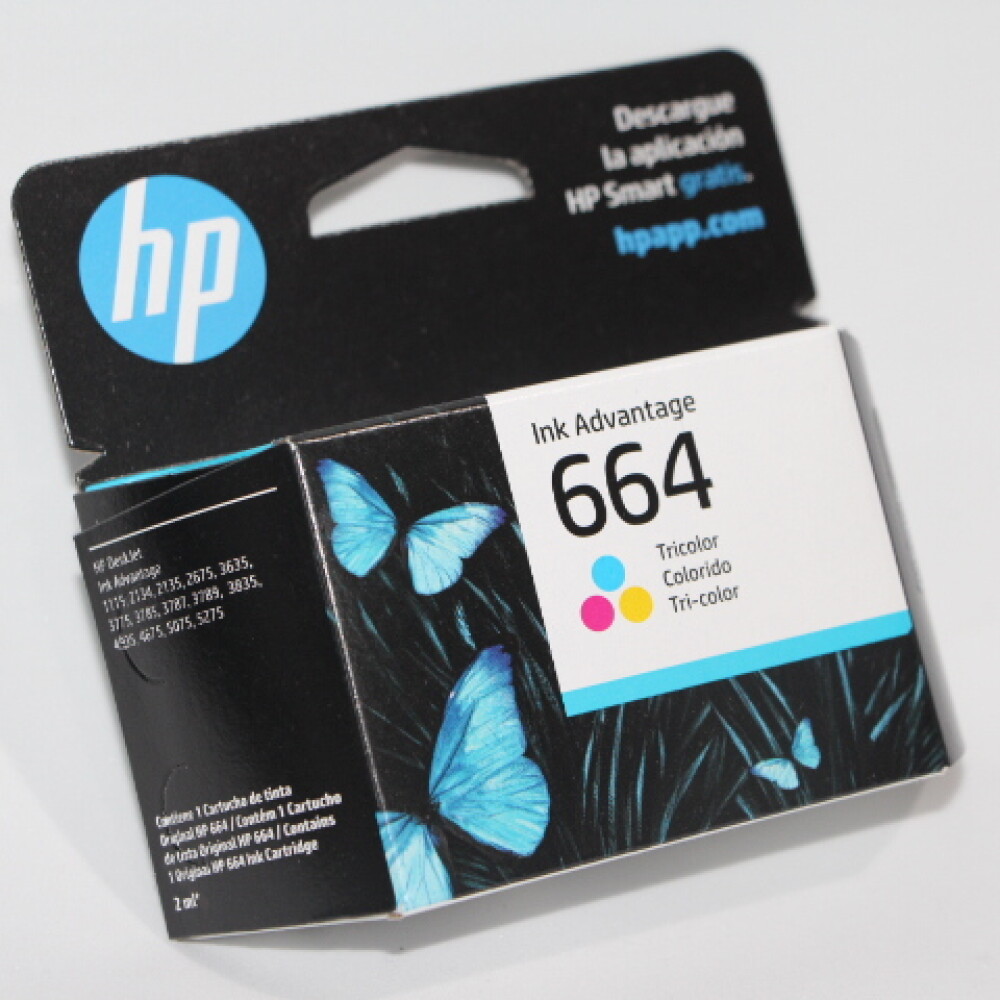 hp
Descargue
la aplicación
HP Smart gratis.
hpapp.com
Ink Advantage
664
Tricolor
Colorido
Tri-color
HP DeskJet
Ink Advantage
1115, 2134, 2135, 2675, 3635,
3775, 3785, 3787, 3789, 3835,
4535, 4675, 5075, 5275
Contiene 1 Cartucho de tinta
Original HP 664 / Contém 1 Cartucho
de tinta Original HP 664 / Contains
1 Original HP 664 Ink Cartridge
2 ml*